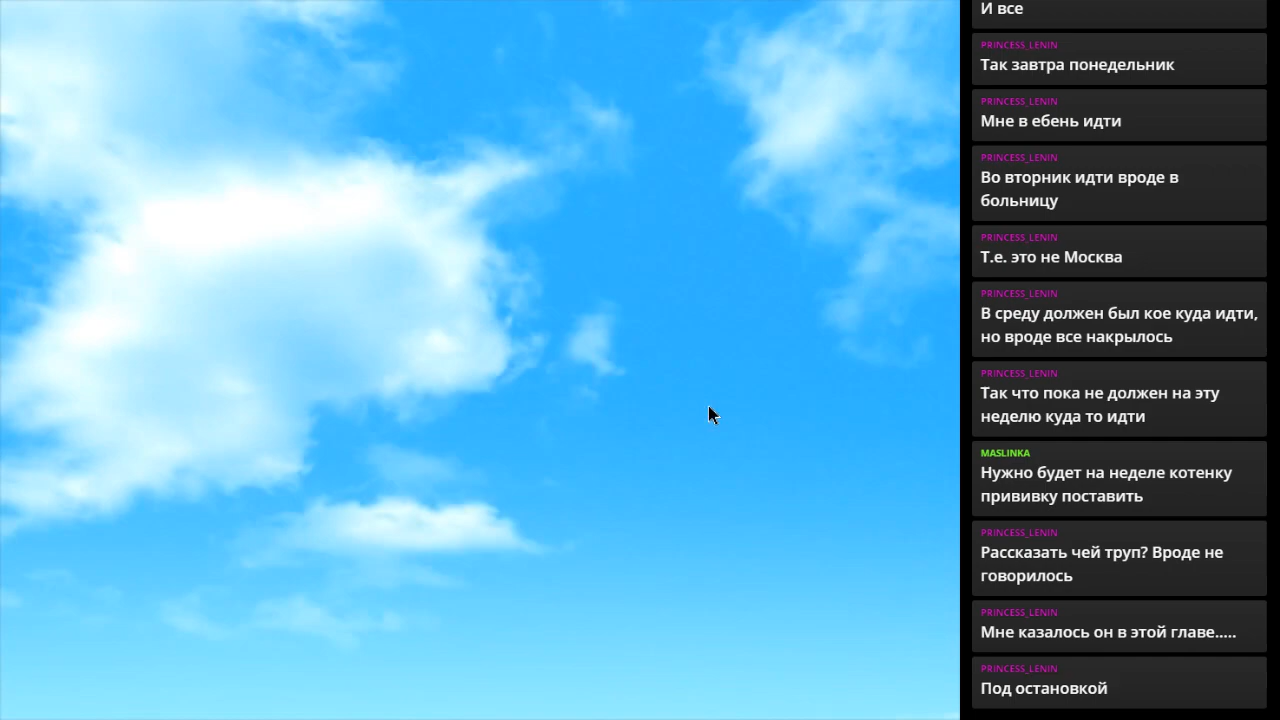 И все
PRINCESS_LENIN
Так завтра понедельник
PRINCESS_LENIN
Мне в ебень идти
PRINCESS_LENIN
Во вторник идти вроде в
больницу
PRINCESS_LENIN
Т.е. это не Москва
PRINCESS_LENIN
В среду должен был кое куда идти,
но вроде все накрылось
PRINCESS_LENIN
Так что пока не должен на эту
неделю куда то идти
MASLINKA
Нужно будет на неделе котенку
прививку поставить
PRINCESS_LENIN
Рассказать чей труп? Вроде не
говорилось
PRINCESS_LENIN
Мне казалось он в этой главе.....
PRINCESS_LENIN
Под остановкой